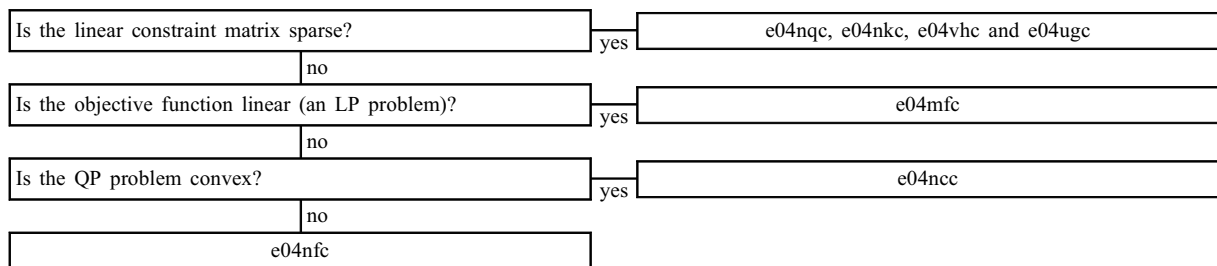 Is the linear constraint matrix sparse?
yes
e04nqc, e04nkc, e04vhc and e04ugc
no
Is the objective function linear (an LP problem)?
yes
e04mfc
no
Is the QP problem convex?
yes
e04ncc
no
e04nfc